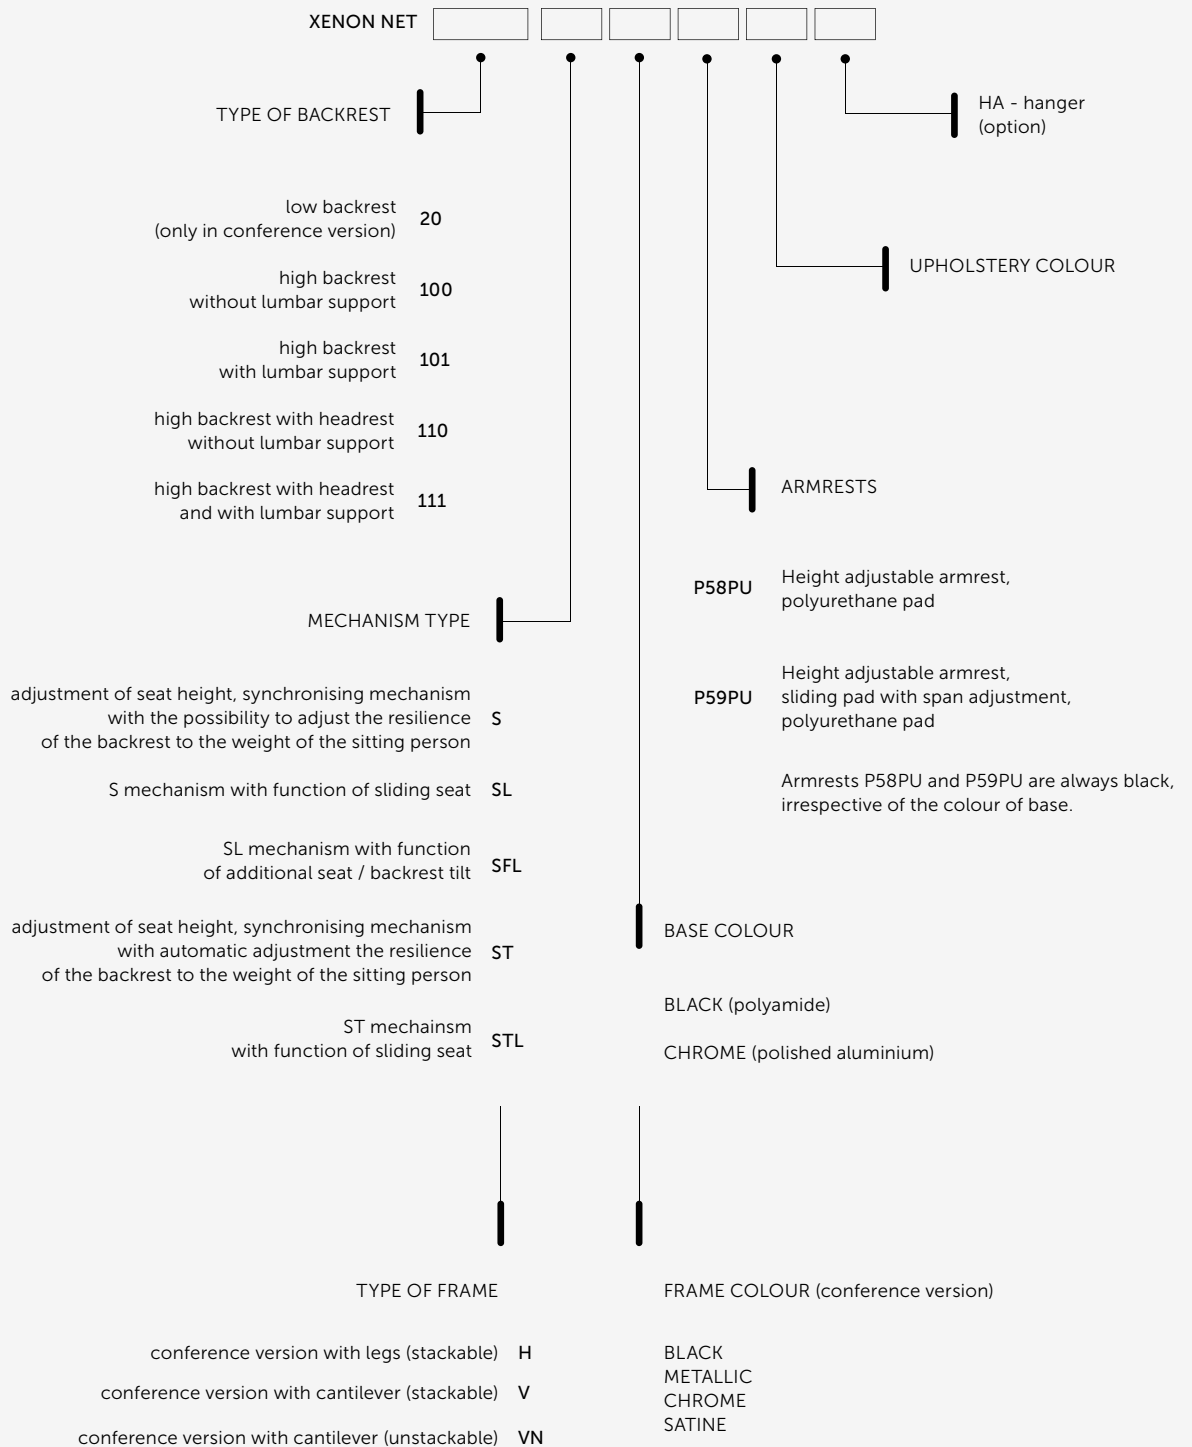 XENON NET
TYPE OF BACKREST
low backrest
(only in conference version) 20
high backrest
without lumbar support 100
high backrest
with lumbar support 101
high backrest with headrest
without lumbar support 110
high backrest with headrest
and with lumbar support 111
MECHANISM TYPE
adjustment of seat height, synchronising mechanism
with the possibility to adjust the resilience S
of the backrest to the weight of the sitting person
S mechanism with function of sliding seat SL
SL mechanism with function
of additional seat / backrest tilt SFL
adjustment of seat height, synchronising mechanism
with automatic adjustment the resilience ST
of the backrest to the weight of the sitting person
ST mechainsm
with function of sliding seat STL
TYPE OF FRAME
conference version with legs (stackable) H
conference version with cantilever (stackable) V
conference version with cantilever (unstackable) VN
HA - hanger
(option)
UPHOLSTERY COLOUR
ARMRESTS
P58PU Height adjustable armrest,
polyurethane pad
Height adjustable armrest,
P59PU sliding pad with span adjustment,
polyurethane pad
Armrests P58PU and P59PU are always black,
irrespective of the colour of base.
BASE COLOUR
BLACK (polyamide)
CHROME (polished aluminium)
FRAME COLOUR (conference version)
BLACK
METALLIC
CHROME
SATINE